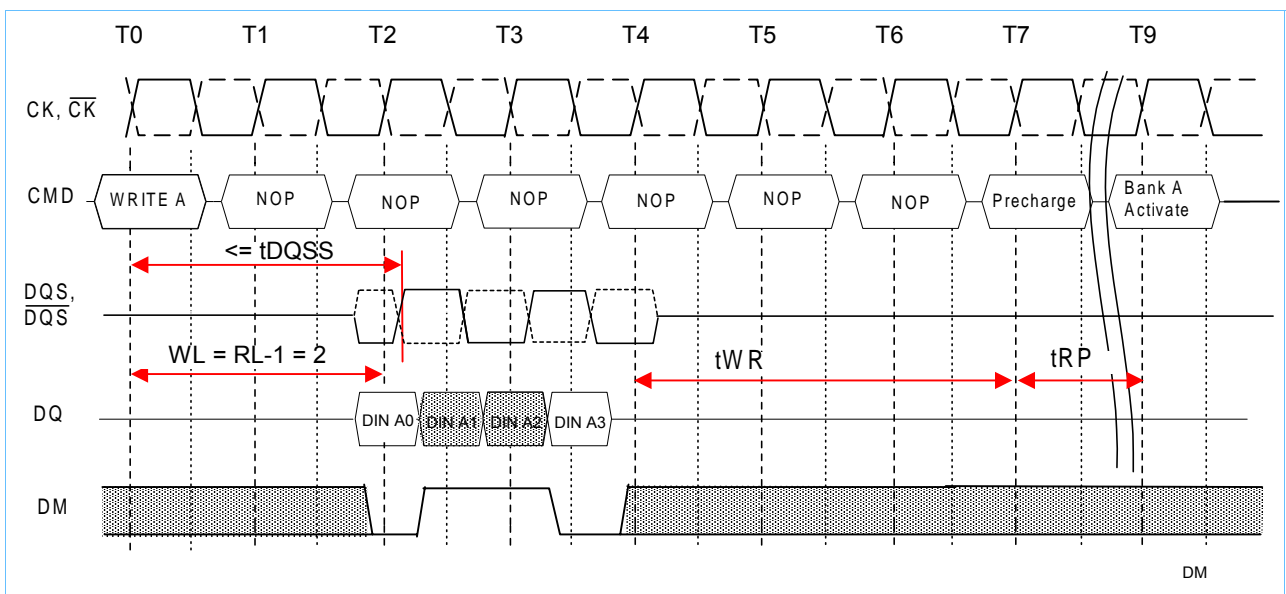 T0 T1 T2 T3 T4 T5 T6 T7 T9
CK, CK
CMD WRITE A NOP NOP NOP NOP NOP NOP Precharge Bank A
Activate
<= tDQSS
DQS,
DQS
WL = RL-1 = 2 tWR tRP
DQ DIN A0 DIN A1 DIN A2 DIN A3
DM
DM